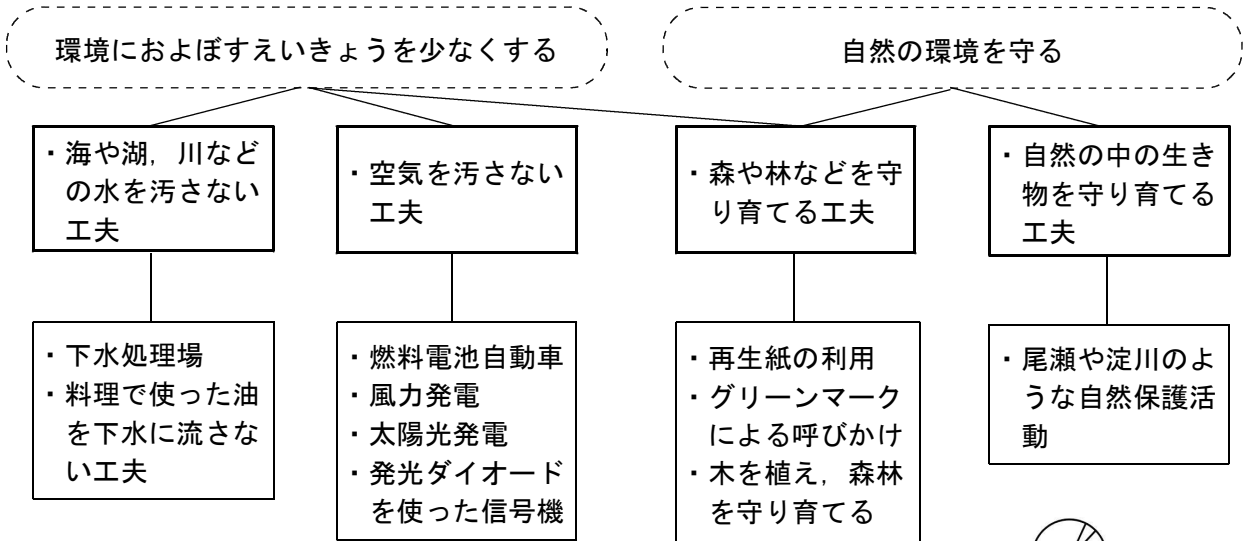 環境におよぼすえいきょうを少なくする
自然の環境を守る
・海や湖，川など
の水を汚さない
工夫
・空気を汚さない
工夫
・森や林などを守
り育てる工夫
・自然の中の生き
物を守り育てる
工夫
・下水処理場
・料理で使った油
を下水に流さな
い工夫
・燃料電池自動車
・風力発電
・太陽光発電
・発光ダイオード
を使った信号機
・再生紙の利用
・グリーンマーク
による呼びかけ
・木を植え，森林
を守り育てる
・尾瀬や淀川のよ
うな自然保護活
動